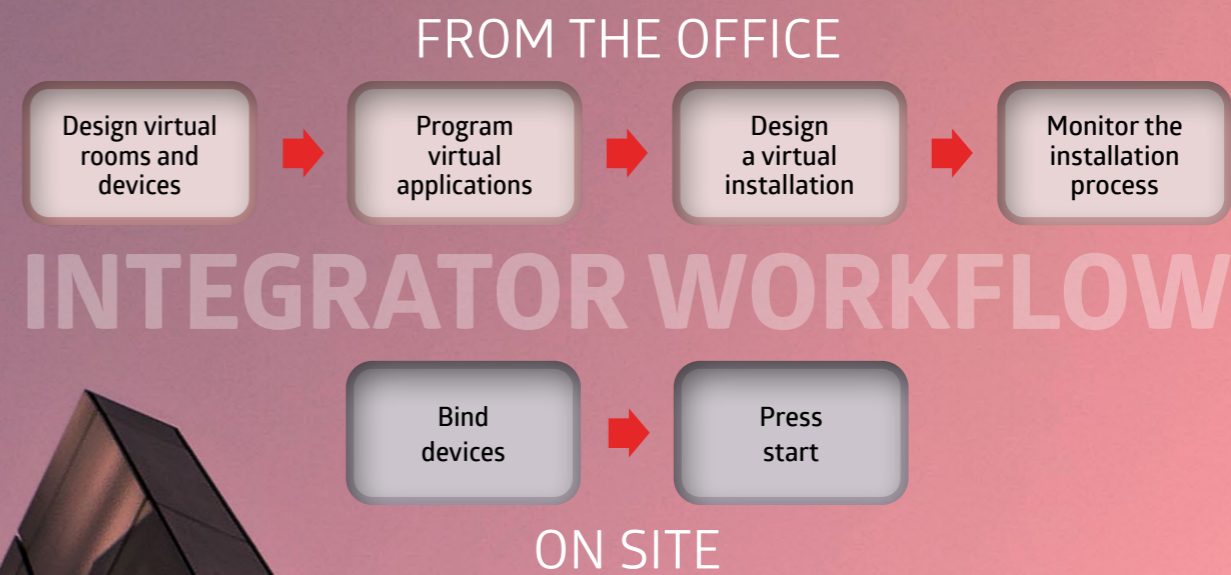 FROM THE OFFICE
Design virtual
rooms and
devices
Program
virtual
applications
Design
a virtual
installation
Monitor the
installation
process
INTEGRATOR WORKFLOW
Bind
devices
Press
start
ON SITE